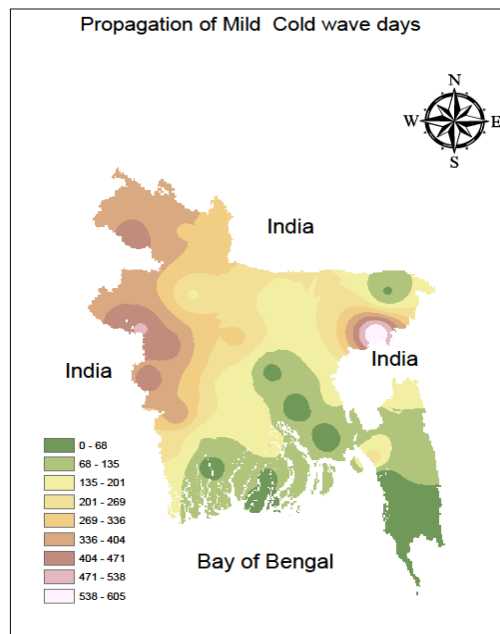 Propagation of Mild Cold wave days
N
W E
S
India
India
India
0 - 68
68 - 135
135 - 201
201 - 269
269 - 336
336 - 404
404 - 471
471 - 538
538 - 605
Bay of Bengal